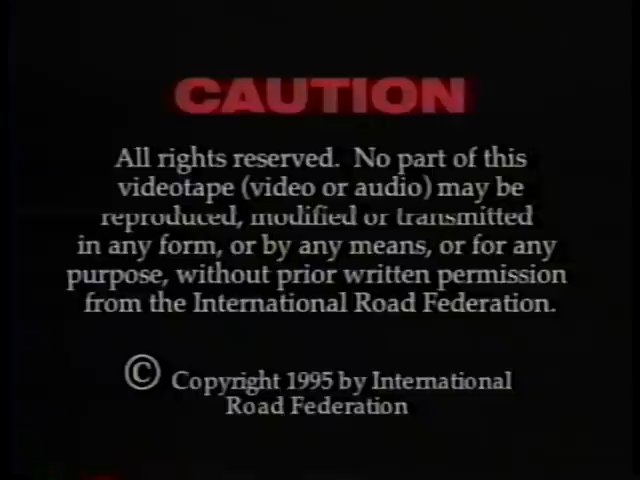 CAUTION
All rights reserved. No part of this
videotape (video or audio) may be
reproduced, modified or transmitted
in any form, or by any means, or for any
purpose, without prior written permission
from the International Road Federation.
© Copyright 1995 by International
Road Federation